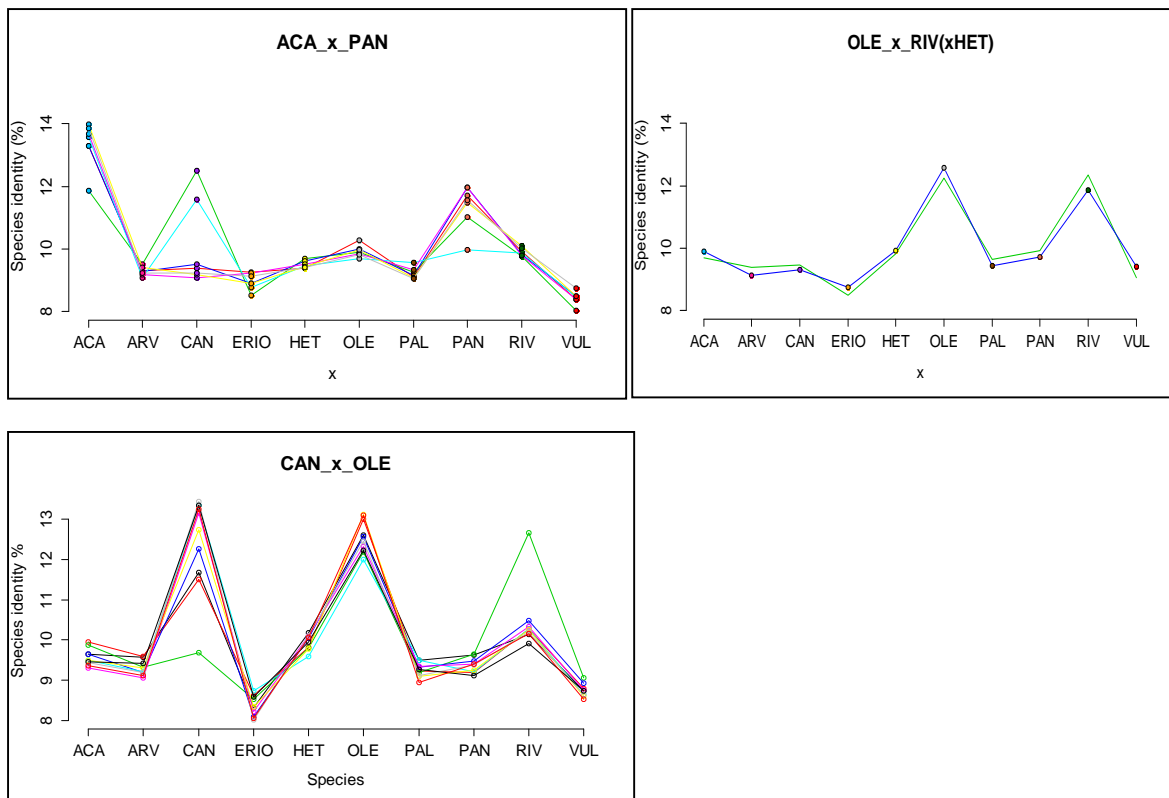 ACA_x_PAN
Species identity (%)
14
12
10
8
ACA ARV CAN ERIO HET OLE PAL PAN RIV VUL
x
OLE_x_RIV(xHET)
Species identity (%)
14
12
10
8
ACA ARV CAN ERIO HET OLE PAL PAN RIV VUL
x
CAN_x_OLE
Species identity %
13
12
11
10
9
8
ACA ARV CAN ERIO HET OLE PAL PAN RIV VUL
Species